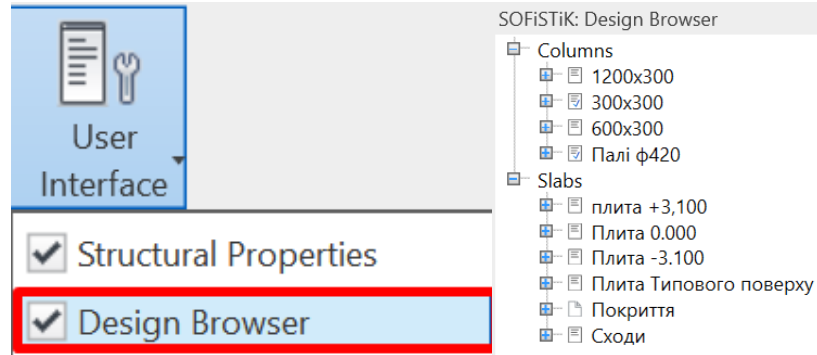 User
Interface
Structural Properties
Design Browser
SOFiSTiK: Design Browser
Columns
1200x300
300x300
600x300
Палі ф420
Slabs
плита +3,100
Плита 0.000
Плита -3.100
Плита Типового поверху
Покриття
Сходи